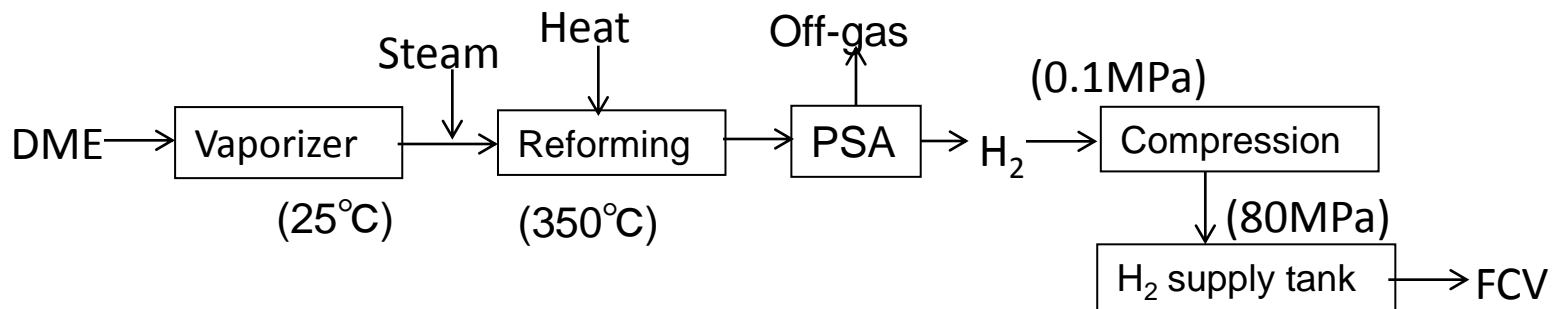 Heat
Off-gas
Steam
(0.1MPa)
DME
Vaporizer
Reforming
PSA
H₂
Compression
(25℃)
(350℃)
(80MPa)
H₂ supply tank
FCV